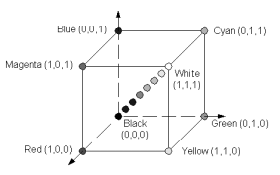 Blue (0,0,1)
Cyan (0,1,1)
Magenta (1,0,1)
White
(1,1,1)
Black
(0,0,0)
Green (0,1,0)
Red (1,0,0)
Yellow (1,1,0)